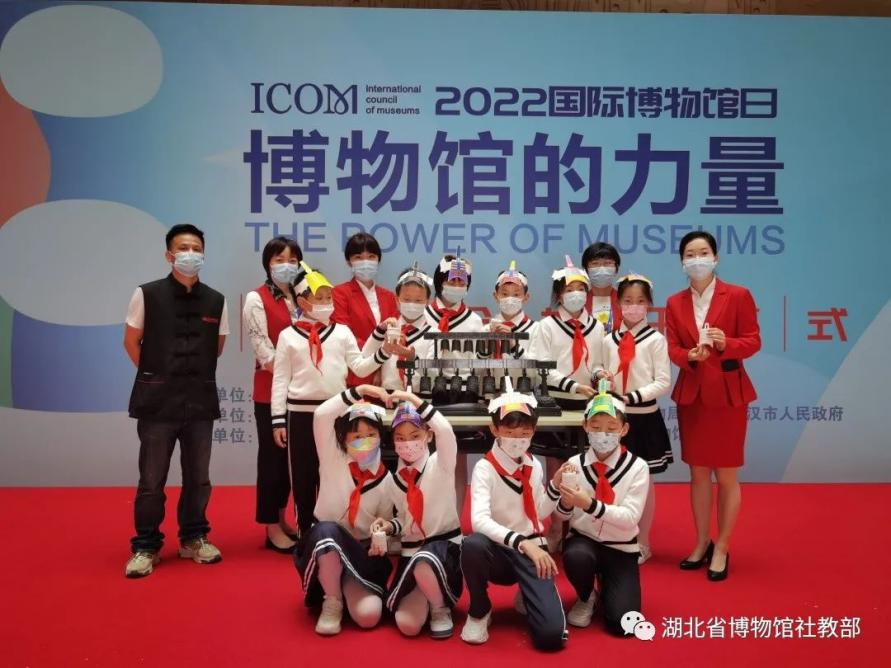 ICOM International
council
of museums 2022国际博物馆日
博物馆的力量
THE POWER OF MUSEUMS
式
单位:
单位:
汉市人民政府
单位:
湖北省博物馆社教部